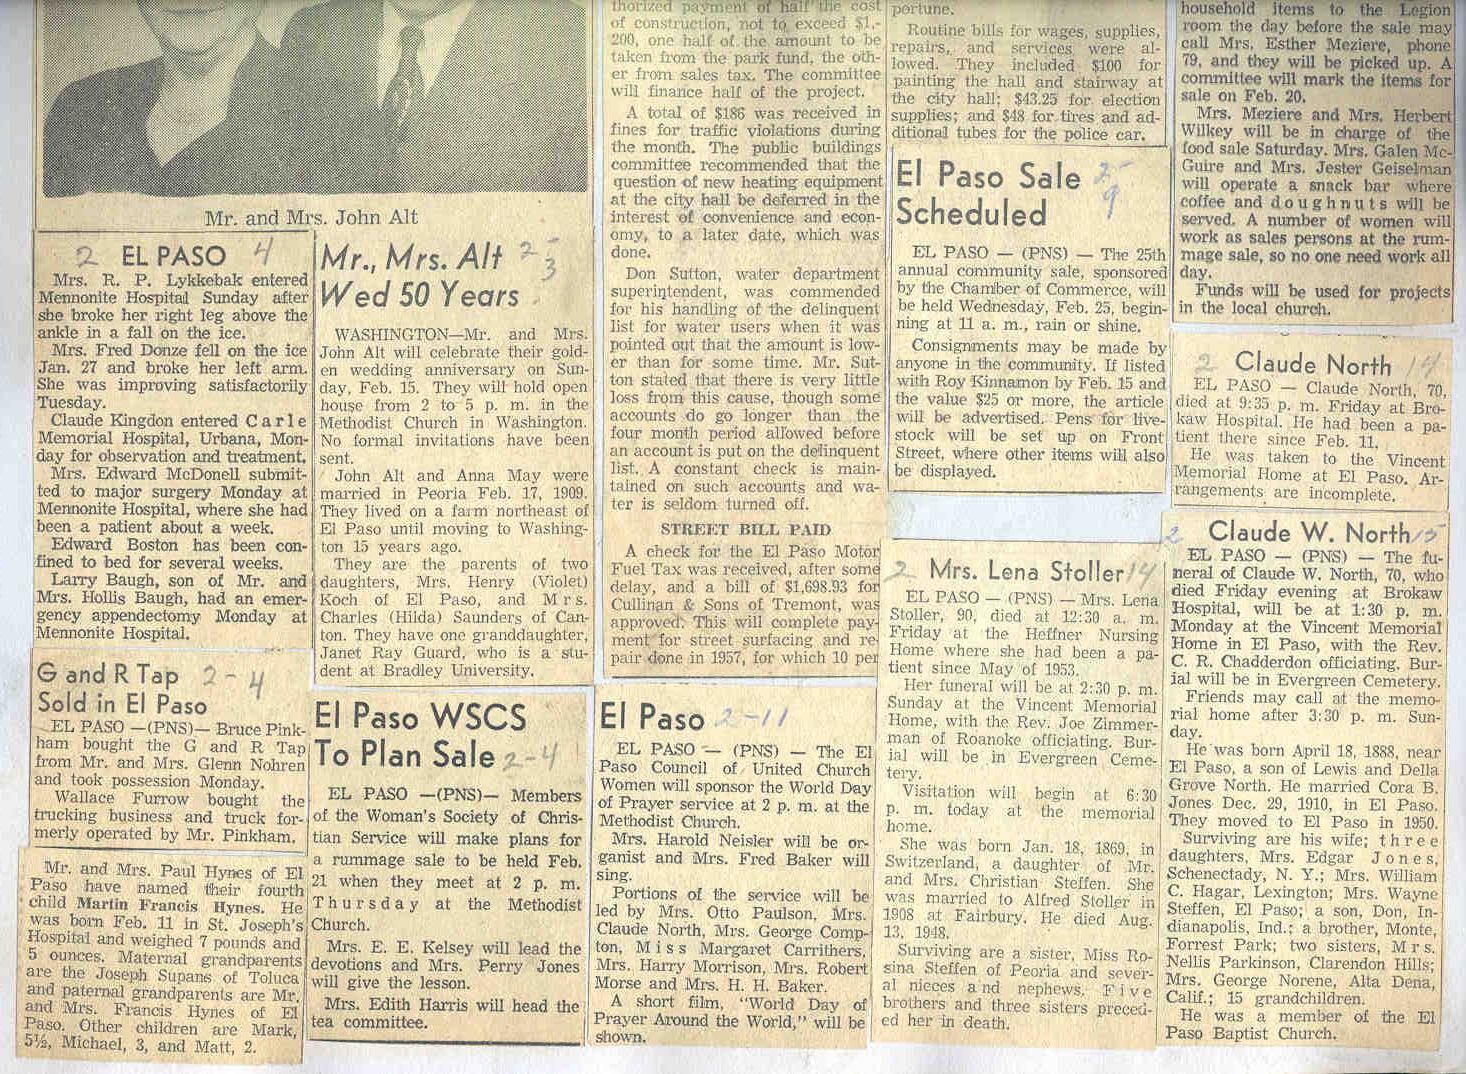 Mr. and Mrs. John Alt
2 EL PASO 4
Mrs. R. P. Lykkebak entered
Mennonite Hospital Sunday after
she broke her right leg above the
ankle in a fall on the ice.
Mrs. Fred Donze fell on the ice
Jan. 27 and broke her left arm.
She was improving satisfactorily
Tuesday.
Claude Kingdon entered Carle
Memorial Hospital, Urbana, Mon-
day for observation and treatment.
Mrs. Edward McDonell submit-
ted to major surgery Monday at
Mennonite Hospital, where she had
been a patient about a week.
Edward Boston has been con-
fined to bed for several weeks.
Larry Baugh, son of Mr. and
Mrs. Hollis Baugh, had an emer-
gency appendectomy Monday at
Mennonite Hospital.
G and R Tap 2-4
Sold in El Paso
EL PASO —(PNS)— Bruce Pink-
ham bought the G and R Tap
from Mr. and Mrs. Glenn Nohren
and took possession Monday.
Wallace Furrow bought the
trucking business and truck for-
merly operated by Mr. Pinkham.
Mr. and Mrs. Paul Hynes of El
Paso have named their fourth
child Martin Francis Hynes. He
was born Feb. 11 in St. Joseph's
Hospital and weighed 7 pounds and
5 ounces. Maternal grandparents
are the Joseph Supans of Toluca
and paternal grandparents are Mr.
and Mrs. Francis Hynes of El
Paso. Other children are Mark,
5½, Michael, 3, and Matt, 2.
Mr., Mrs. Alt 2-3
Wed 50 Years
WASHINGTON—Mr. and Mrs.
John Alt will celebrate their gold-
en wedding anniversary on Sun-
day, Feb. 15. They will hold open
house from 2 to 5 p. m. in the
Methodist Church in Washington.
No formal invitations have been
sent.
John Alt and Anna May were
married in Peoria Feb. 17, 1909.
They lived on a farm northeast of
El Paso until moving to Washing-
ton 15 years ago.
They are the parents of two
daughters, Mrs. Henry (Violet)
Koch of El Paso, and Mrs.
Charles (Hilda) Saunders of Can-
ton. They have one granddaughter,
Janet Ray Guard, who is a stu-
dent at Bradley University.
El Paso WSCS
To Plan Sale 2-4
EL PASO —(PNS)— Members
of the Woman's Society of Chris-
tian Service will make plans for
a rummage sale to be held Feb.
21 when they meet at 2 p. m.
Thursday at the Methodist
Church.
Mrs. E. E. Kelsey will lead the
devotions and Mrs. Perry Jones
will give the lesson.
Mrs. Edith Harris will head the
tea committee.
thorized payment of half the cost
of construction, not to exceed $1,-
200, one half of the amount to be
taken from the park fund, the oth-
er from sales tax. The committee
will finance half of the project.
A total of $186 was received in
fines for traffic violations during
the month. The public buildings
committee recommended that the
question of new heating equipment
at the city hall be deferred in the
interest of convenience and econ-
omy, to a later date, which was
done.
Don Sutton, water department
superintendent, was commended
for his handling of the delinquent
list for water users when it was
pointed out that the amount is low-
er than for some time. Mr. Sut-
ton stated that there is very little
loss from this cause, though some
accounts do go longer than the
four month period allowed before
an account is put on the delinquent
list. A constant check is main-
tained on such accounts and wa-
ter is seldom turned off.
STREET BILL PAID
A check for the El Paso Motor
Fuel Tax was received, after some
delay, and a bill of $1,698.93 for
Cullinan & Sons of Tremont, was
approved. This will complete pay-
ment for street surfacing and re-
pair done in 1957, for which 10 per
El Paso 2-11
EL PASO — (PNS) — The El
Paso Council of United Church
Women will sponsor the World Day
of Prayer service at 2 p. m. at the
Methodist Church.
Mrs. Harold Neisler will be or-
ganist and Mrs. Fred Baker will
sing.
Portions of the service will be
led by Mrs. Otto Paulson, Mrs.
Claude North, Mrs. George Comp-
ton, Miss Margaret Carrithers,
Mrs. Harry Morrison, Mrs. Robert
Morse and Mrs. H. H. Baker.
A short film, "World Day of
Prayer Around the World," will be
shown.
portune.
Routine bills for wages, supplies,
repairs, and services were al-
lowed. They included $100 for
painting the hall and stairway at
the city hall; $43.25 for election
supplies; and $48 for tires and ad-
ditional tubes for the police car.
El Paso Sale 2-9
Scheduled
EL PASO — (PNS) — The 25th
annual community sale, sponsored
by the Chamber of Commerce, will
be held Wednesday, Feb. 25, begin-
ning at 11 a. m., rain or shine.
Consignments may be made by
anyone in the community. If listed
with Roy Kinnamon by Feb. 15 and
the value $25 or more, the article
will be advertised. Pens for live-
stock will be set up on Front
Street, where other items will also
be displayed.
2 Mrs. Lena Stoller 14
EL PASO — (PNS) — Mrs. Lena
Stoller, 90, died at 12:30 a. m.
Friday at the Heffner Nursing
Home where she had been a pa-
tient since May of 1953.
Her funeral will be at 2:30 p. m.
Sunday at the Vincent Memorial
Home, with the Rev. Joe Zimmer-
man of Roanoke officiating. Bur-
ial will be in Evergreen Ceme-
tery.
Visitation will begin at 6:30
p. m. today at the memorial
home.
She was born Jan. 18, 1869, in
Switzerland, a daughter of Mr.
and Mrs. Christian Steffen. She
was married to Alfred Stoller in
1908 at Fairbury. He died Aug.
13, 1948.
Surviving are a sister, Miss Ro-
sina Steffen of Peoria and sever-
al nieces and nephews. Five
brothers and three sisters preced-
ed her in death.
household items to the Legion
room the day before the sale may
call Mrs. Esther Meziere, phone
79, and they will be picked up. A
committee will mark the items for
sale on Feb. 20.
Mrs. Meziere and Mrs. Herbert
Wilkey will be in charge of the
food sale Saturday. Mrs. Galen Mc-
Guire and Mrs. Jester Geiselman
will operate a snack bar where
coffee and doughnuts will be
served. A number of women will
work as sales persons at the rum-
mage sale, so no one need work all
day.
Funds will be used for projects
in the local church.
2 Claude North 14
EL PASO — Claude North, 70,
died at 9:35 p. m. Friday at Bro-
kaw Hospital. He had been a pa-
tient there since Feb. 11.
He was taken to the Vincent
Memorial Home at El Paso. Ar-
rangements are incomplete.
2 Claude W. North 15
EL PASO — (PNS) — The fu-
neral of Claude W. North, 70, who
died Friday evening at Brokaw
Hospital, will be at 1:30 p. m.
Monday at the Vincent Memorial
Home in El Paso, with the Rev.
C. R. Chadderdon officiating. Bur-
ial will be in Evergreen Cemetery.
Friends may call at the memo-
rial home after 3:30 p. m. Sun-
day.
He was born April 18, 1888, near
El Paso, a son of Lewis and Della
Grove North. He married Cora B.
Jones Dec. 29, 1910, in El Paso.
They moved to El Paso in 1950.
Surviving are his wife; three
daughters, Mrs. Edgar Jones,
Schenectady, N. Y.; Mrs. William
C. Hagar, Lexington; Mrs. Wayne
Steffen, El Paso; a son, Don, In-
dianapolis, Ind.; a brother, Monte,
Forrest Park; two sisters, Mrs.
Nellis Parkinson, Clarendon Hills;
Mrs. George Norene, Alta Dena,
Calif.; 15 grandchildren.
He was a member of the El
Paso Baptist Church.